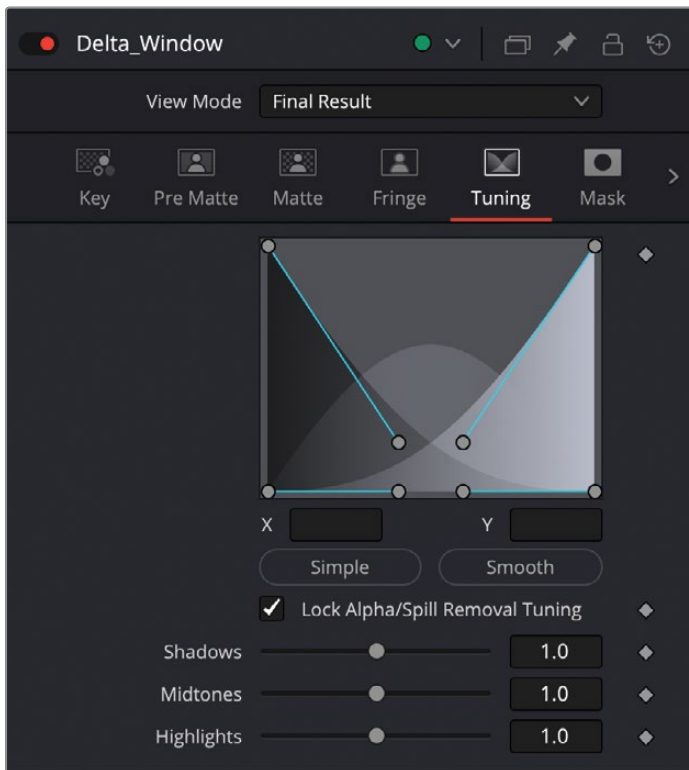 Delta_Window
View Mode Final Result
Key Pre Matte Matte Fringe Tuning Mask
X Y
Simple Smooth
Lock Alpha/Spill Removal Tuning
Shadows 1.0
Midtones 1.0
Highlights 1.0